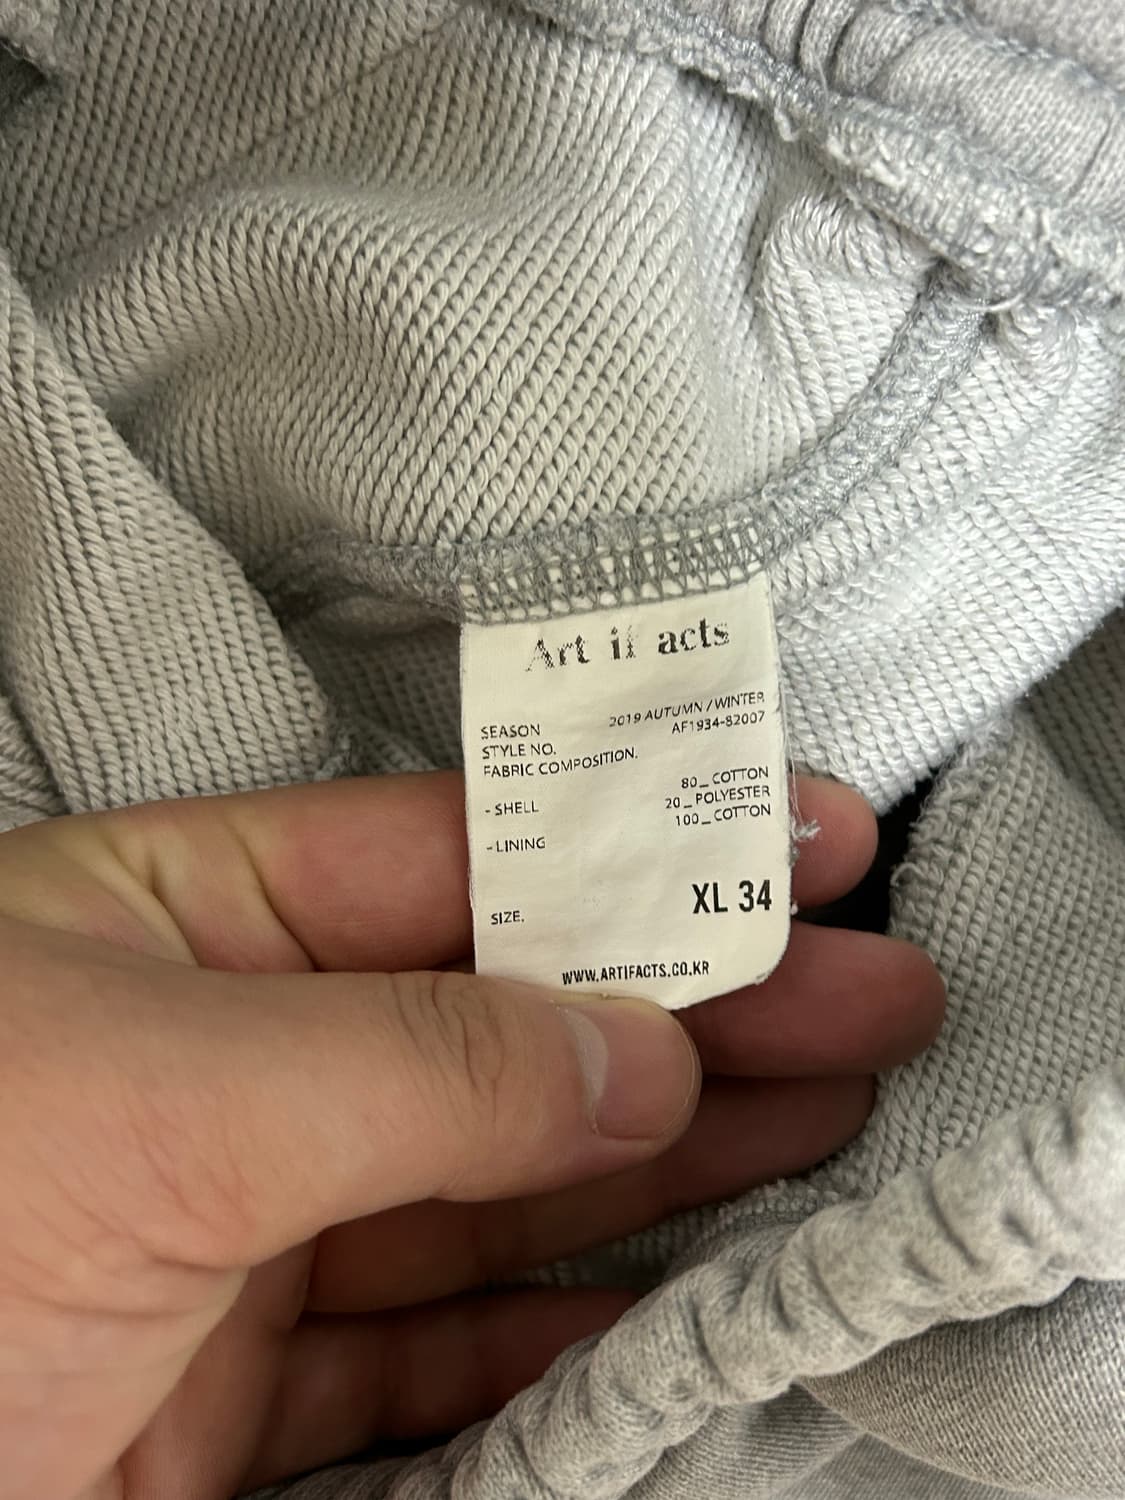 Art if acts
SEASON 2019 AUTUMN / WINTER
STYLE NO. AF1934-82007
FABRIC COMPOSITION.
- SHELL 80_COTTON
20_POLYESTER
- LINING 100_COTTON
SIZE. XL 34
WWW.ARTIFACTS.CO.KR